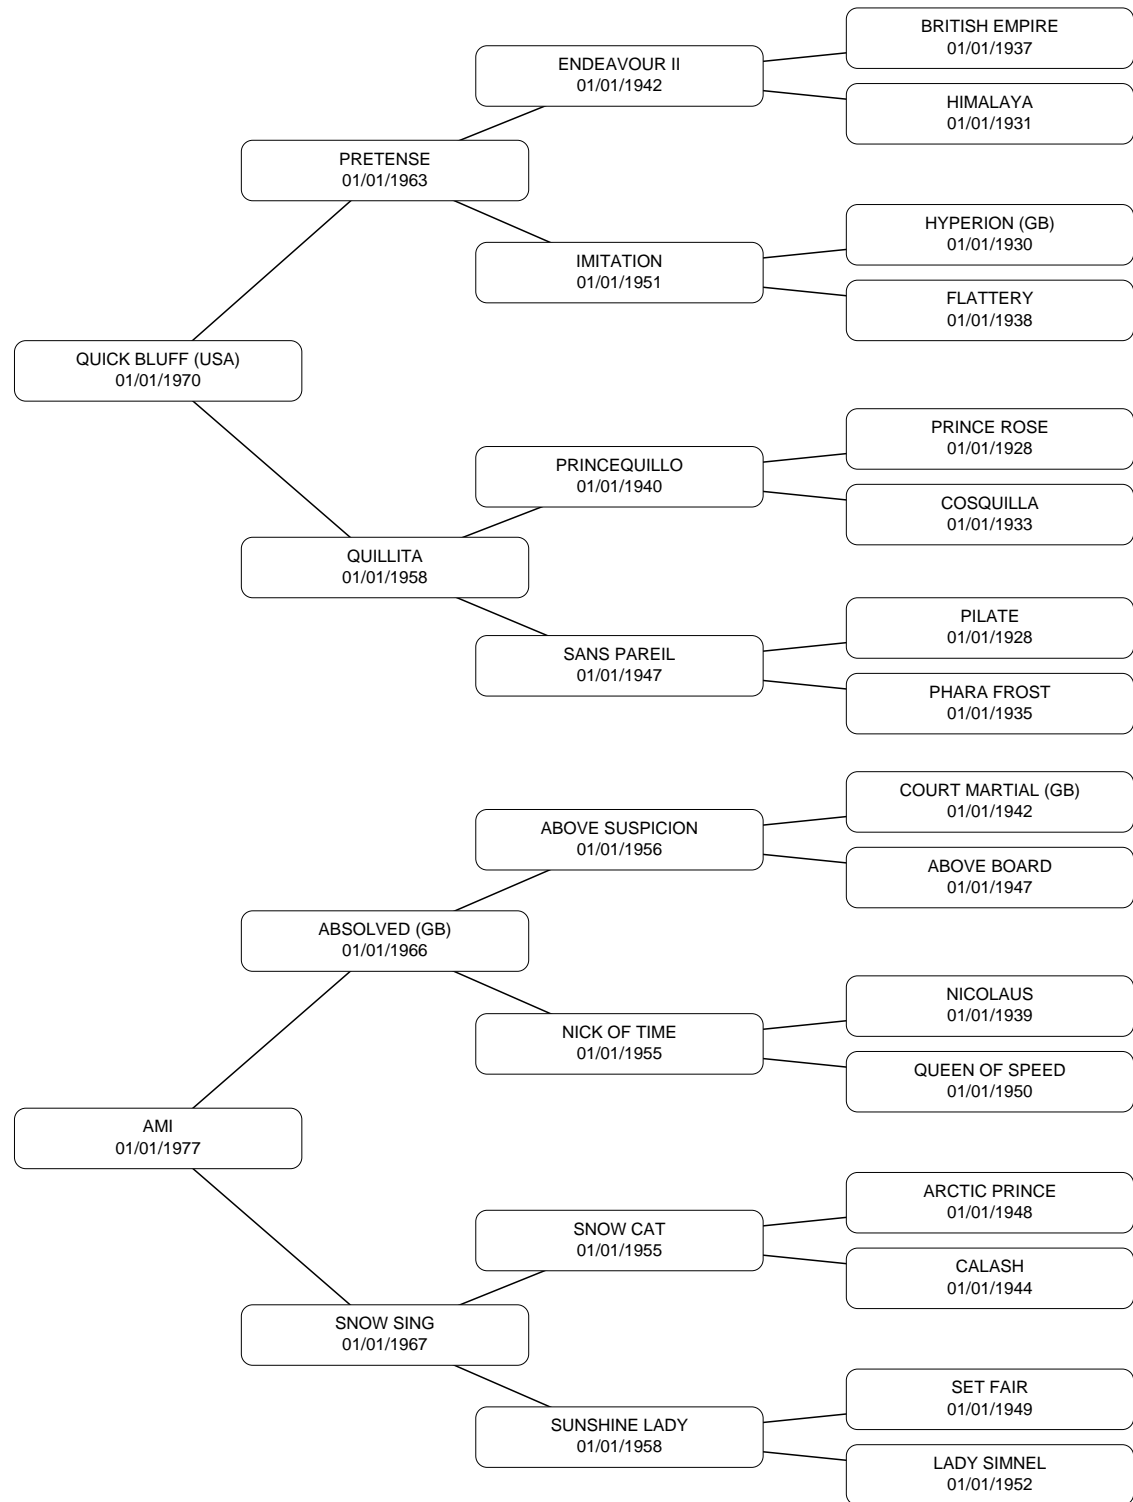 BRITISH EMPIRE
01/01/1937
ENDEAVOUR II
01/01/1942
HIMALAYA
01/01/1931
PRETENSE
01/01/1963
HYPERION (GB)
01/01/1930
IMITATION
01/01/1951
FLATTERY
01/01/1938
QUICK BLUFF (USA)
01/01/1970
PRINCE ROSE
01/01/1928
PRINCEQUILLO
01/01/1940
COSQUILLA
01/01/1933
QUILLITA
01/01/1958
PILATE
01/01/1928
SANS PAREIL
01/01/1947
PHARA FROST
01/01/1935
COURT MARTIAL (GB)
01/01/1942
ABOVE SUSPICION
01/01/1956
ABOVE BOARD
01/01/1947
ABSOLVED (GB)
01/01/1966
NICOLAUS
01/01/1939
NICK OF TIME
01/01/1955
QUEEN OF SPEED
01/01/1950
AMI
01/01/1977
ARCTIC PRINCE
01/01/1948
SNOW CAT
01/01/1955
CALASH
01/01/1944
SNOW SING
01/01/1967
SET FAIR
01/01/1949
SUNSHINE LADY
01/01/1958
LADY SIMNEL
01/01/1952